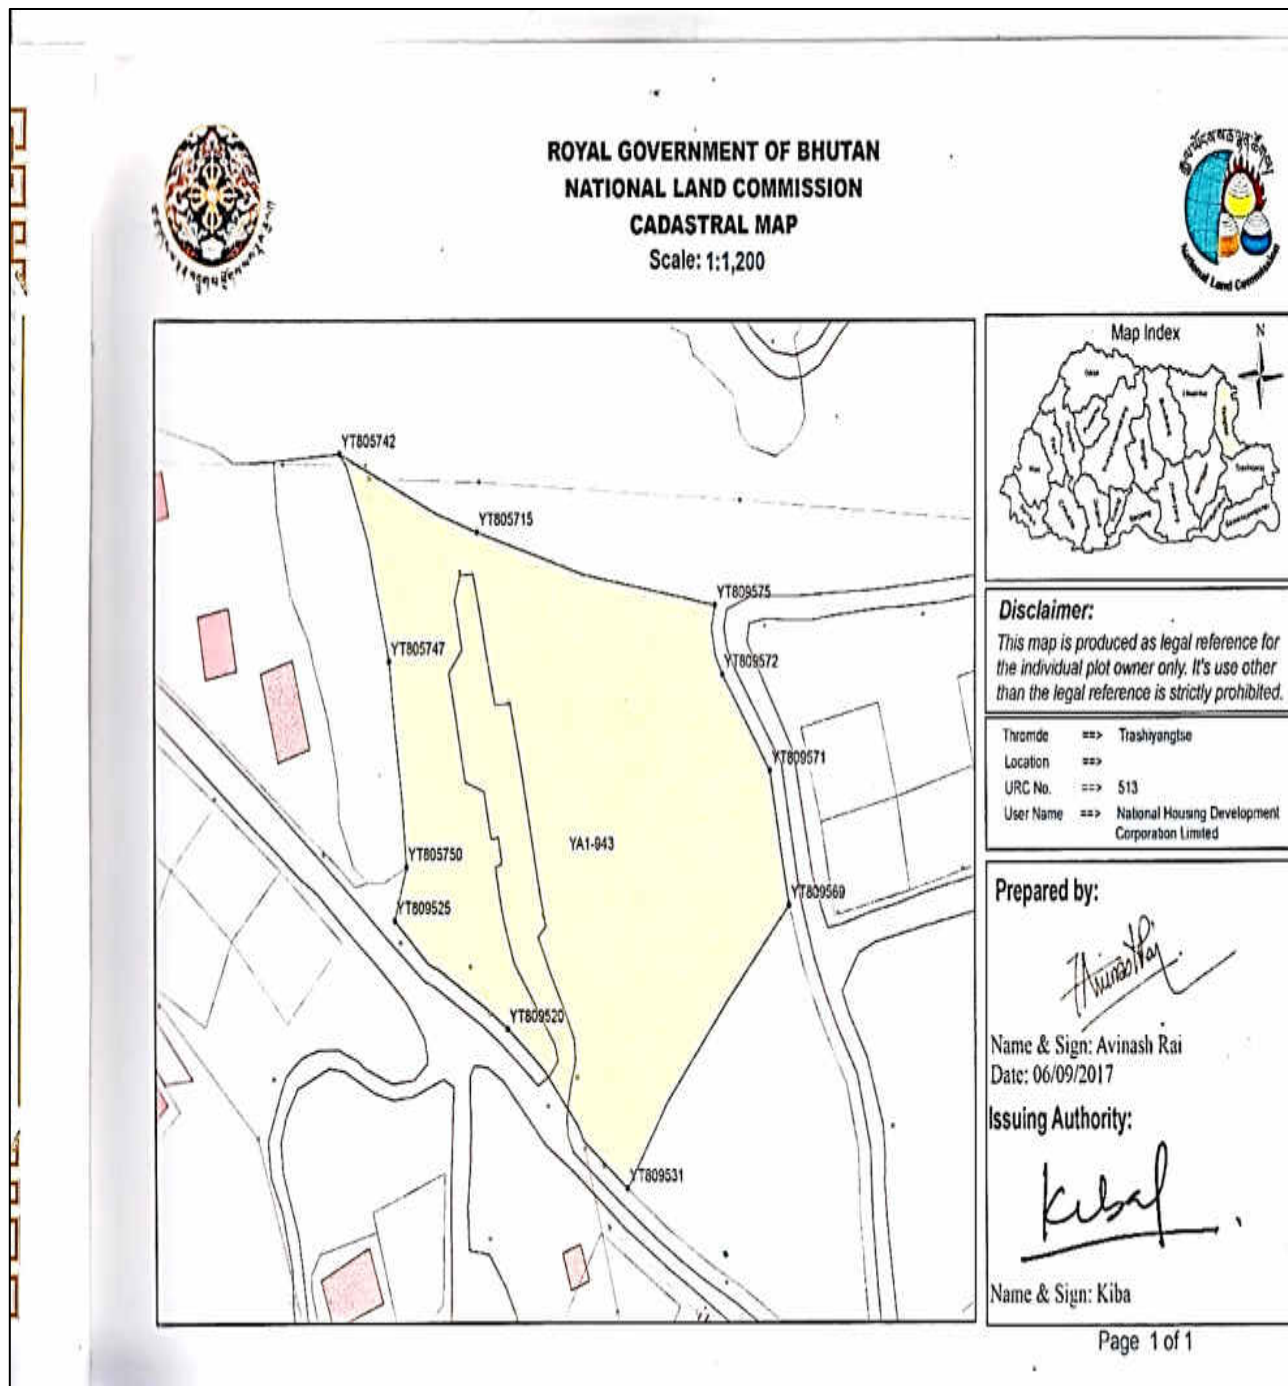 ROYAL GOVERNMENT OF BHUTAN
NATIONAL LAND COMMISSION
CADASTRAL MAP
Scale: 1:1,200
National Land Commission
YT805742
YT805715
YT809575
YT805747
YT809572
YT809571
YA1-943
YT805750
YT809569
YT809525
YT809520
YT809531
Map Index
N
Disclaimer:
This map is produced as legal reference for
the individual plot owner only. It's use other
than the legal reference is strictly prohibited.
Thromde ==> Trashiyangtse
Location ==>
URC No. ==> 513
User Name ==> National Housing Development
Corporation Limited
Prepared by:
Name & Sign: Avinash Rai
Date: 06/09/2017
Issuing Authority:
Name & Sign: Kiba
Page 1 of 1